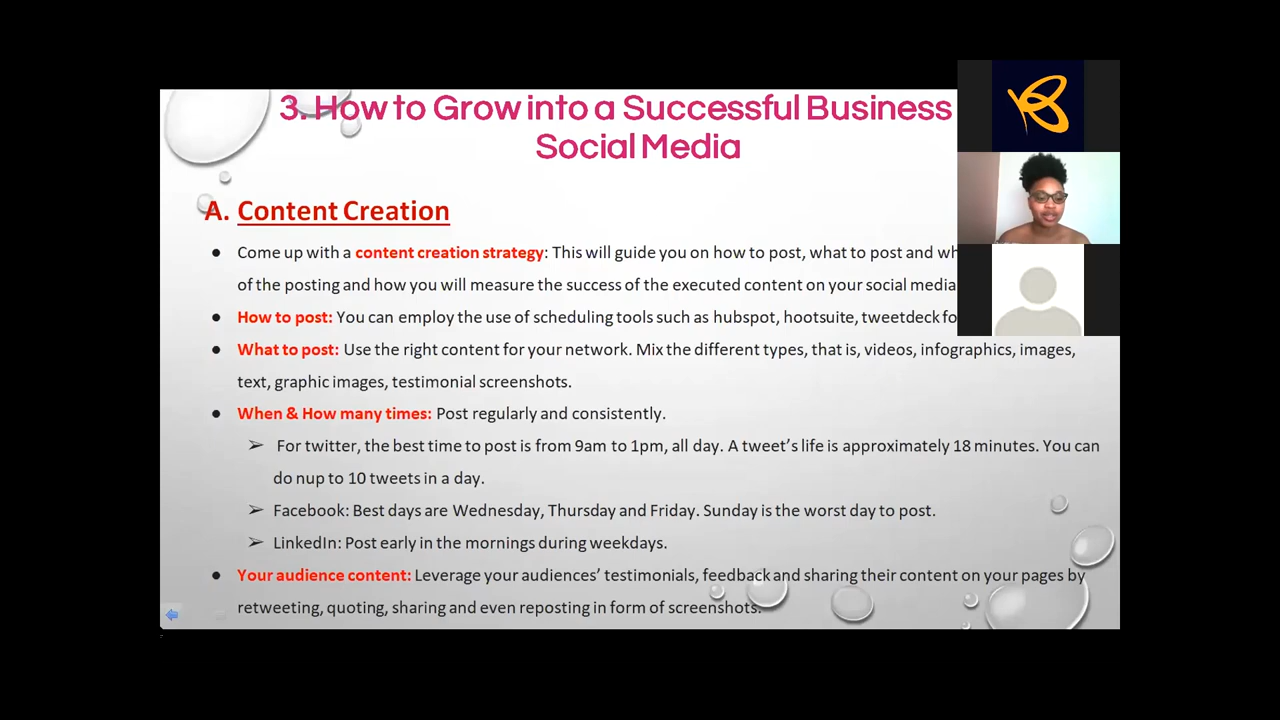 3. How to Grow into a Successful Business
Social Media
A. Content Creation
● Come up with a content creation strategy: This will guide you on how to post, what to post and
of the posting and how you will measure the success of the executed content on your social media
● How to post: You can employ the use of scheduling tools such as hubspot, hootsuite, tweetdeck
● What to post: Use the right content for your network. Mix the different types, that is, videos, infographics, images,
text, graphic images, testimonial screenshots.
● When & How many times: Post regularly and consistently.
➢ For twitter, the best time to post is from 9am to 1pm, all day. A tweet's life is approximately 18 minutes. You can
do nup to 10 tweets in a day.
➢ Facebook: Best days are Wednesday, Thursday and Friday. Sunday is the worst day to post.
➢ LinkedIn: Post early in the mornings during weekdays.
● Your audience content: Leverage your audiences' testimonials, feedback and sharing their content on your pages by
retweeting, quoting, sharing and even reposting in form of screenshots.